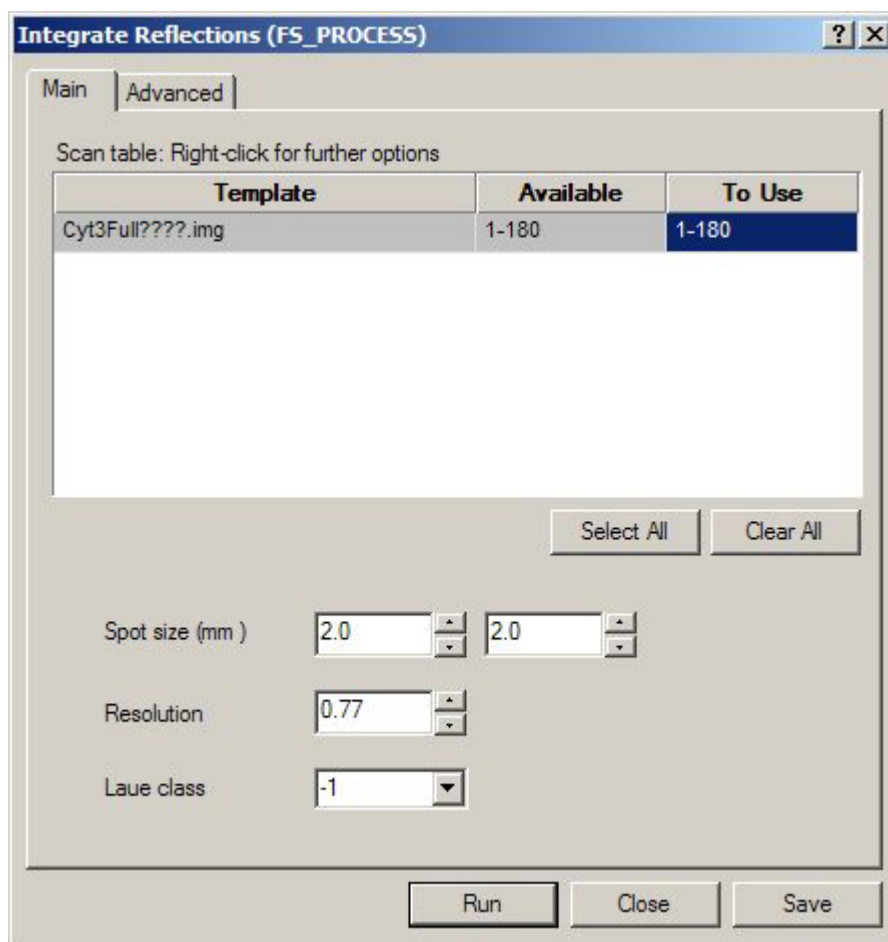 Integrate Reflections (FS_PROCESS)
Main Advanced
Scan table: Right-click for further options
Template Available To Use
Cyt3Full????.img 1-180 1-180
Select All Clear All
Spot size (mm ) 2.0 2.0
Resolution 0.77
Laue class -1
Run Close Save